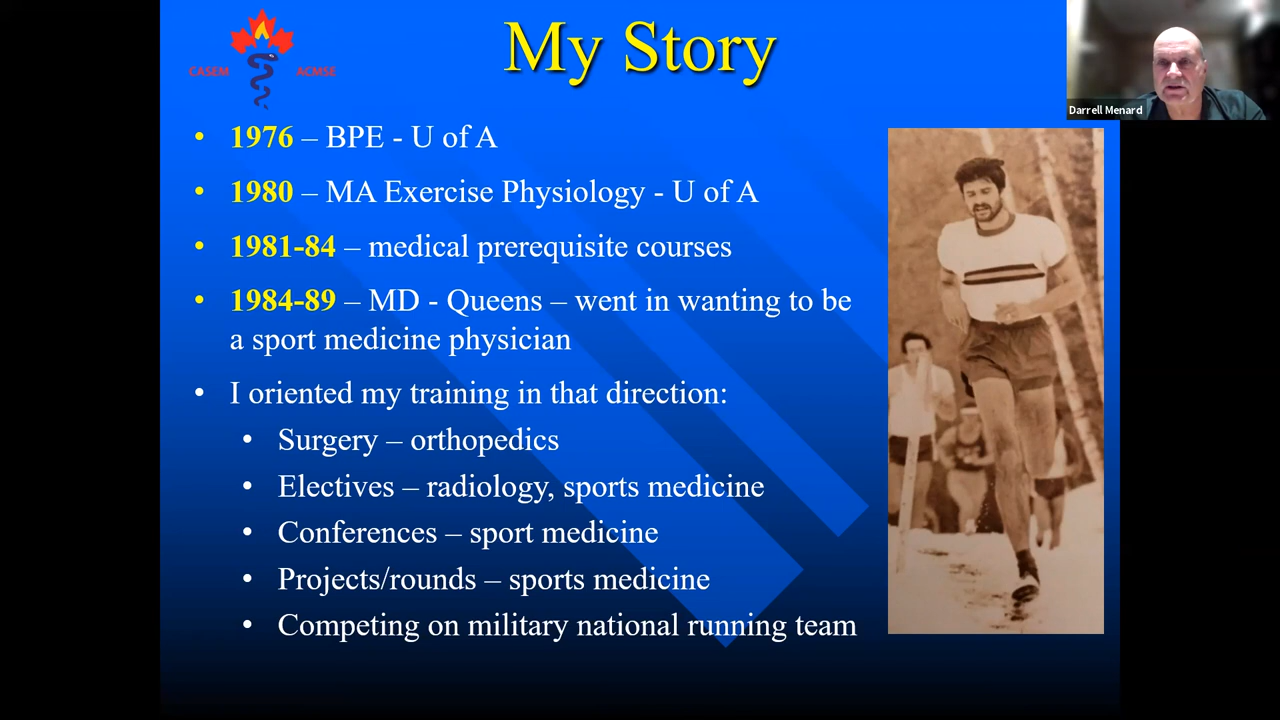 CASEM ACMSE
My Story
Darrell Menard
• 1976 – BPE - U of A
• 1980 – MA Exercise Physiology - U of A
• 1981-84 – medical prerequisite courses
• 1984-89 – MD - Queens – went in wanting to be
a sport medicine physician
• I oriented my training in that direction:
• Surgery – orthopedics
• Electives – radiology, sports medicine
• Conferences – sport medicine
• Projects/rounds – sports medicine
• Competing on military national running team